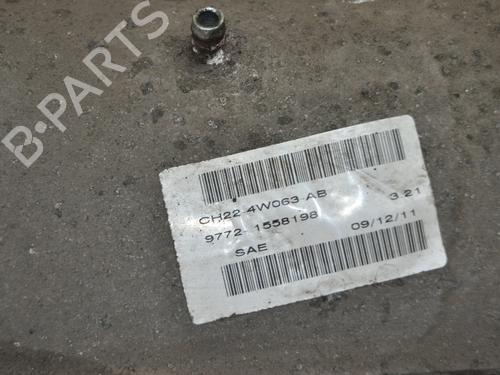 B-PARTS
CH22-4W063-AB 3.21
9772- 1558198 09/12/11
SAE